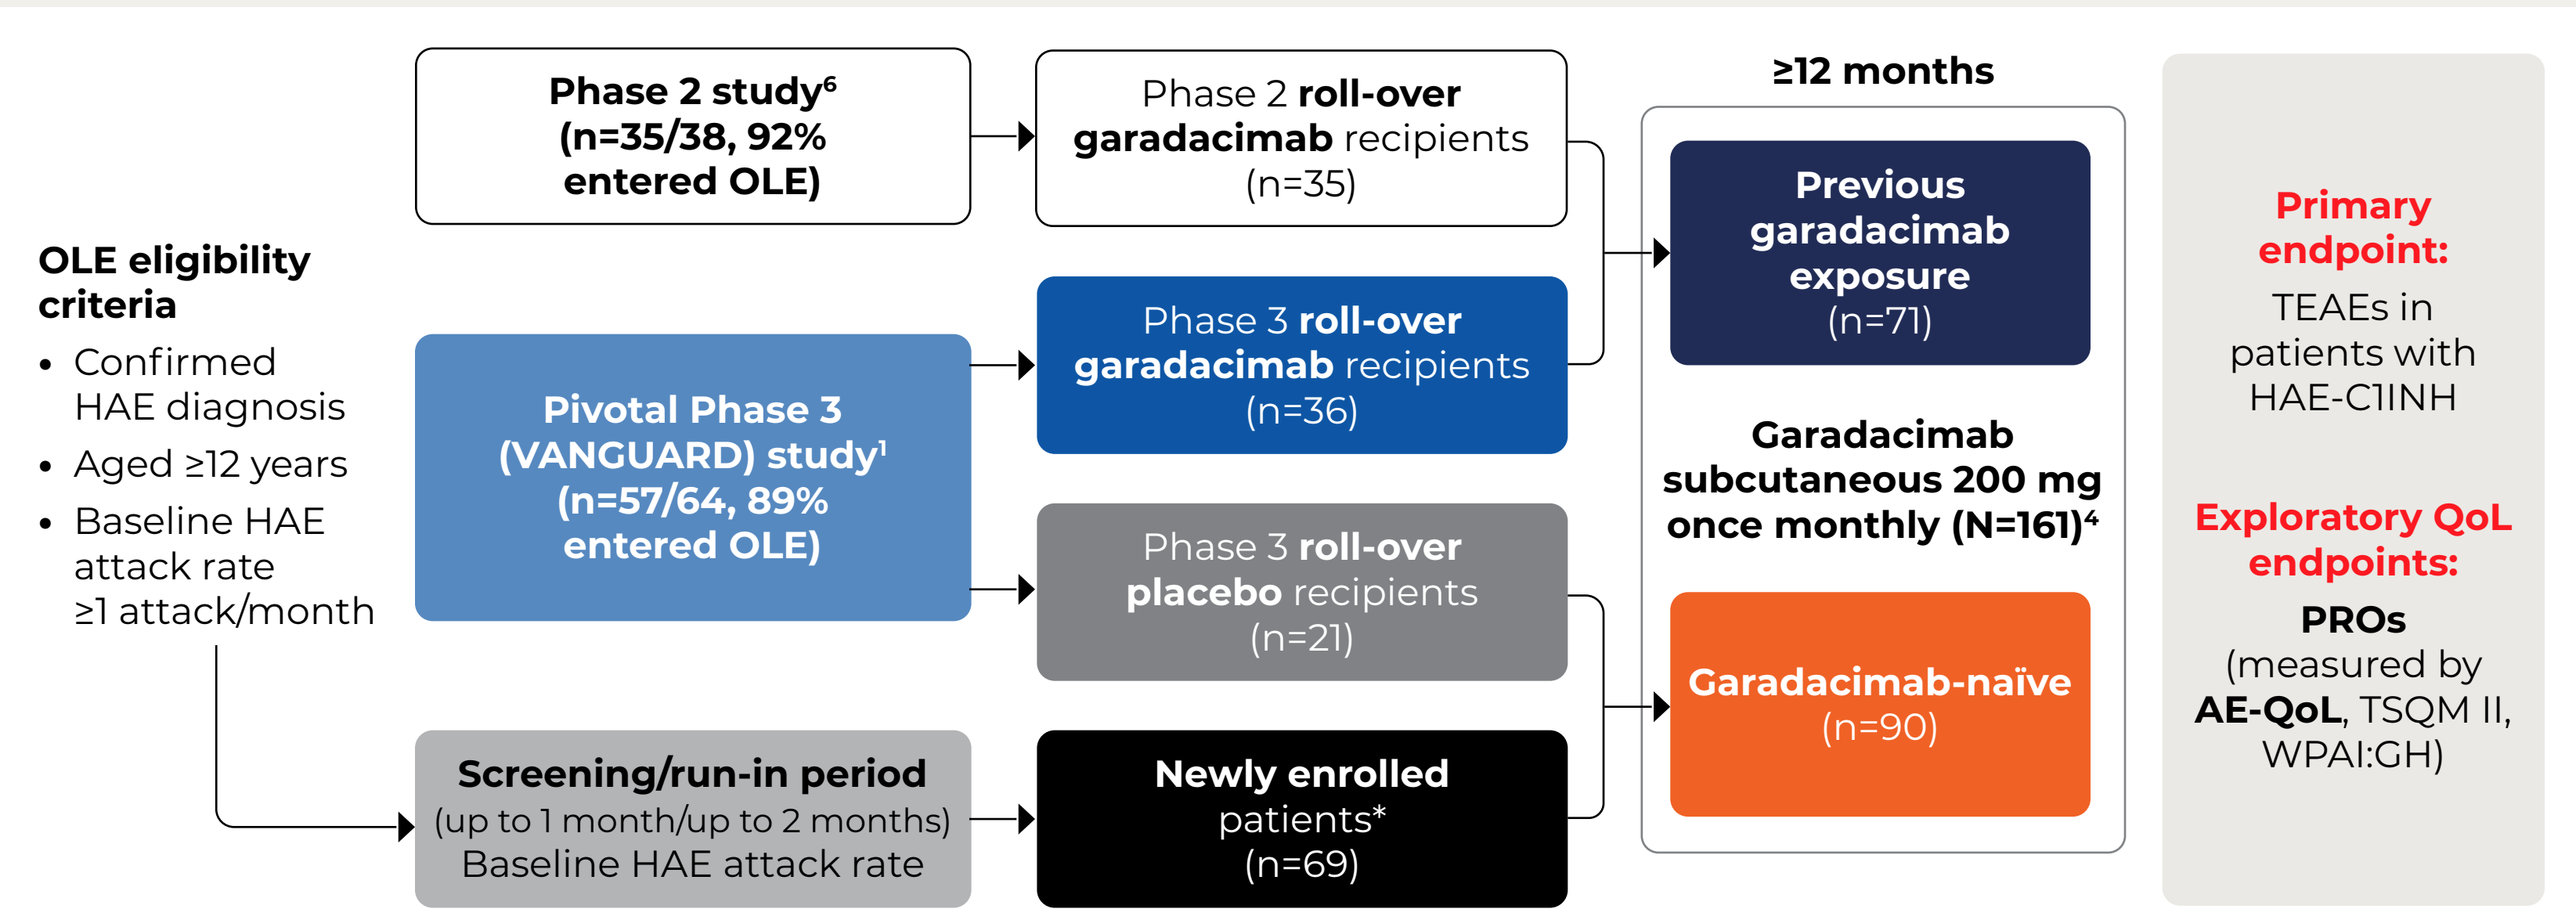 OLE eligibility
criteria
• Confirmed
HAE diagnosis
• Aged ≥12 years
• Baseline HAE
attack rate
≥1 attack/month
Phase 2 study⁶
(n=35/38, 92%
entered OLE)
Pivotal Phase 3
(VANGUARD) study¹
(n=57/64, 89%
entered OLE)
Screening/run-in period
(up to 1 month/up to 2 months)
Baseline HAE attack rate
Phase 2 roll-over
garadacimab recipients
(n=35)
Phase 3 roll-over
garadacimab recipients
(n=36)
Phase 3 roll-over
placebo recipients
(n=21)
Newly enrolled
patients*
(n=69)
≥12 months
Previous
garadacimab
exposure
(n=71)
Garadacimab
subcutaneous 200 mg
once monthly (N=161)⁴
Garadacimab-naïve
(n=90)
Primary
endpoint:
TEAEs in
patients with
HAE-C1INH
Exploratory QoL
endpoints:
PROs
(measured by
AE-QoL, TSQM II,
WPAI:GH)